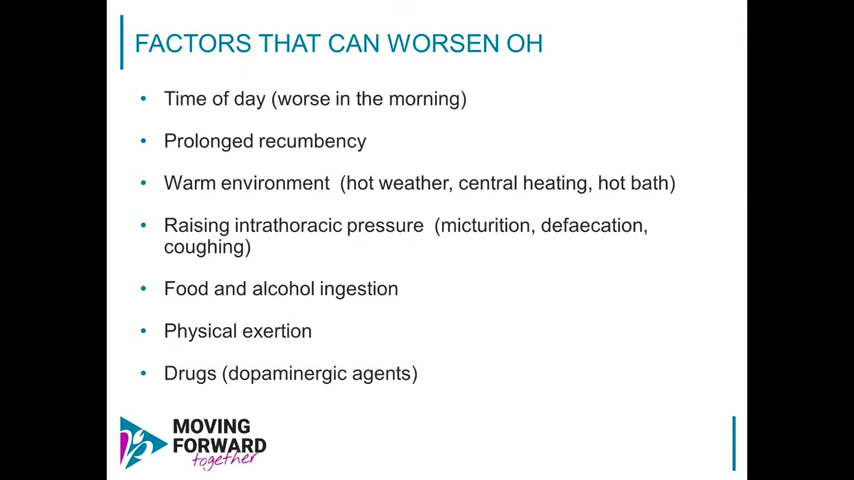 FACTORS THAT CAN WORSEN OH
• Time of day (worse in the morning)
• Prolonged recumbency
• Warm environment  (hot weather, central heating, hot bath)
• Raising intrathoracic pressure  (micturition, defaecation,
coughing)
• Food and alcohol ingestion
• Physical exertion
• Drugs (dopaminergic agents)
MOVING
FORWARD
together